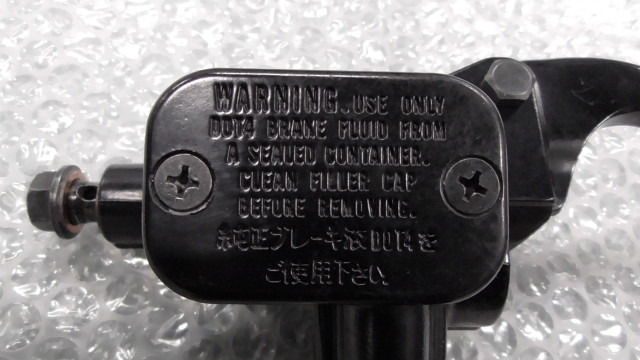 WARNING. USE ONLY
DOT4 BRAKE FLUID FROM
A SEALED CONTAINER.
CLEAN FILLER CAP
BEFORE REMOVING.
純正ブレーキ液DOT4を
ご使用下さい